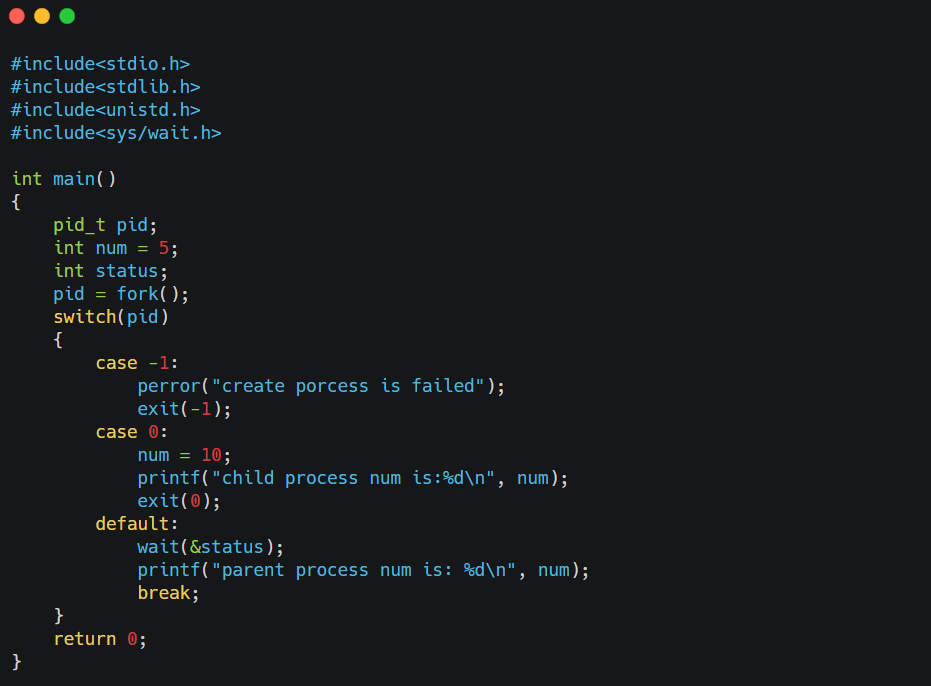 #include<stdio.h>
#include<stdlib.h>
#include<unistd.h>
#include<sys/wait.h>
int main()
{
    pid_t pid;
    int num = 5;
    int status;
    pid = fork();
    switch(pid)
    {
        case -1:
            perror("create porcess is failed");
            exit(-1);
        case 0:
            num = 10;
            printf("child process num is:%d\n", num);
            exit(0);
        default:
            wait(&status);
            printf("parent process num is: %d\n", num);
            break;
    }
    return 0;
}